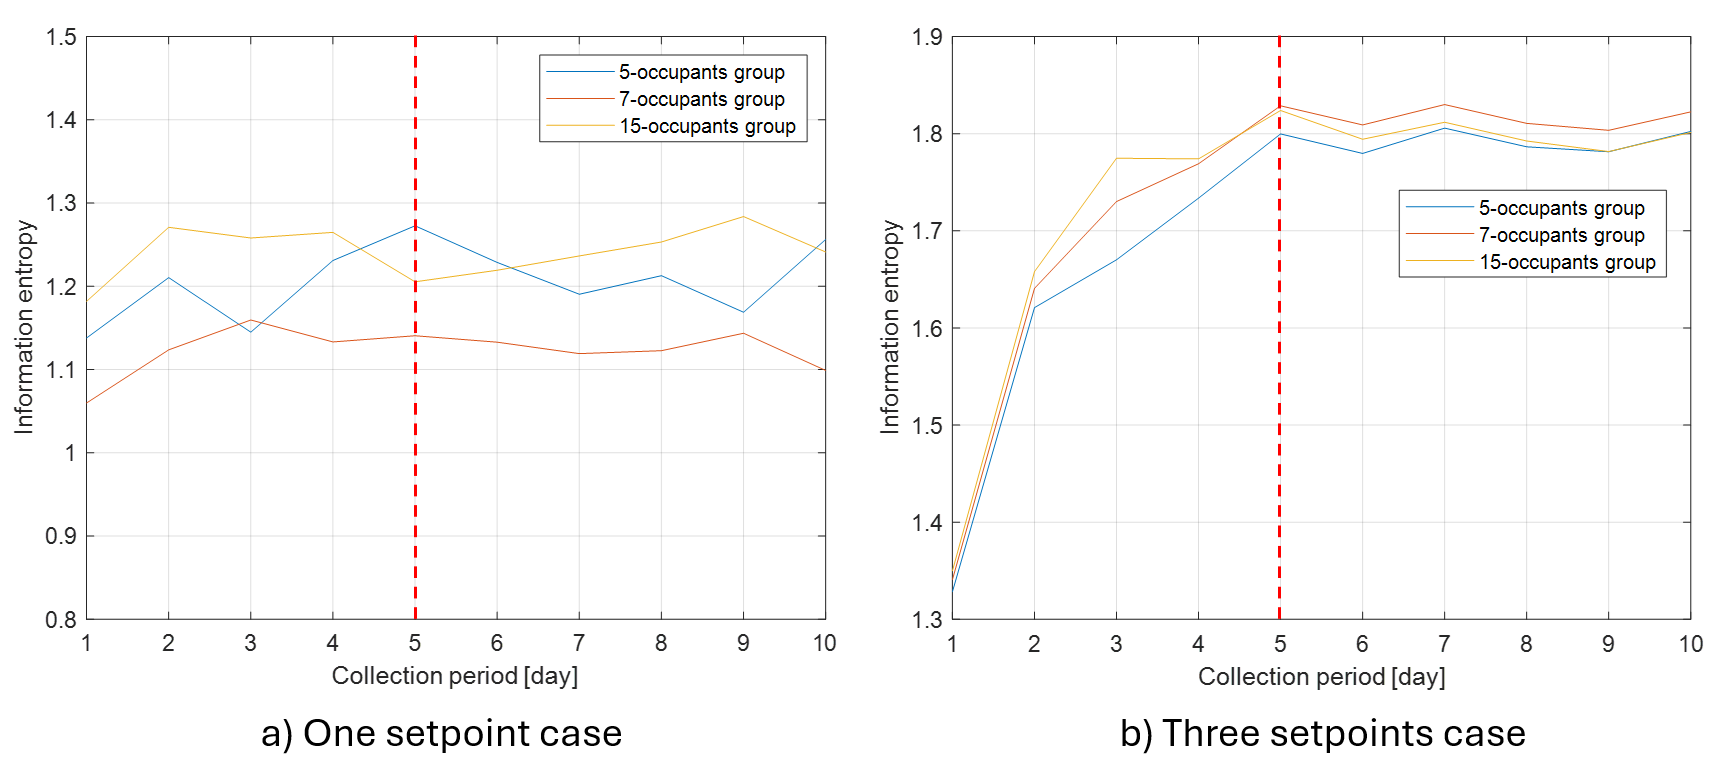 1.5
1.4
1.3
1.2
1.1
1
0.9
0.8
Information entropy
5-occupants group
7-occupants group
15-occupants group
1 2 3 4 5 6 7 8 9 10
Collection period [day]
a) One setpoint case
1.9
1.8
1.7
1.6
1.5
1.4
1.3
Information entropy
5-occupants group
7-occupants group
15-occupants group
1 2 3 4 5 6 7 8 9 10
Collection period [day]
b) Three setpoints case